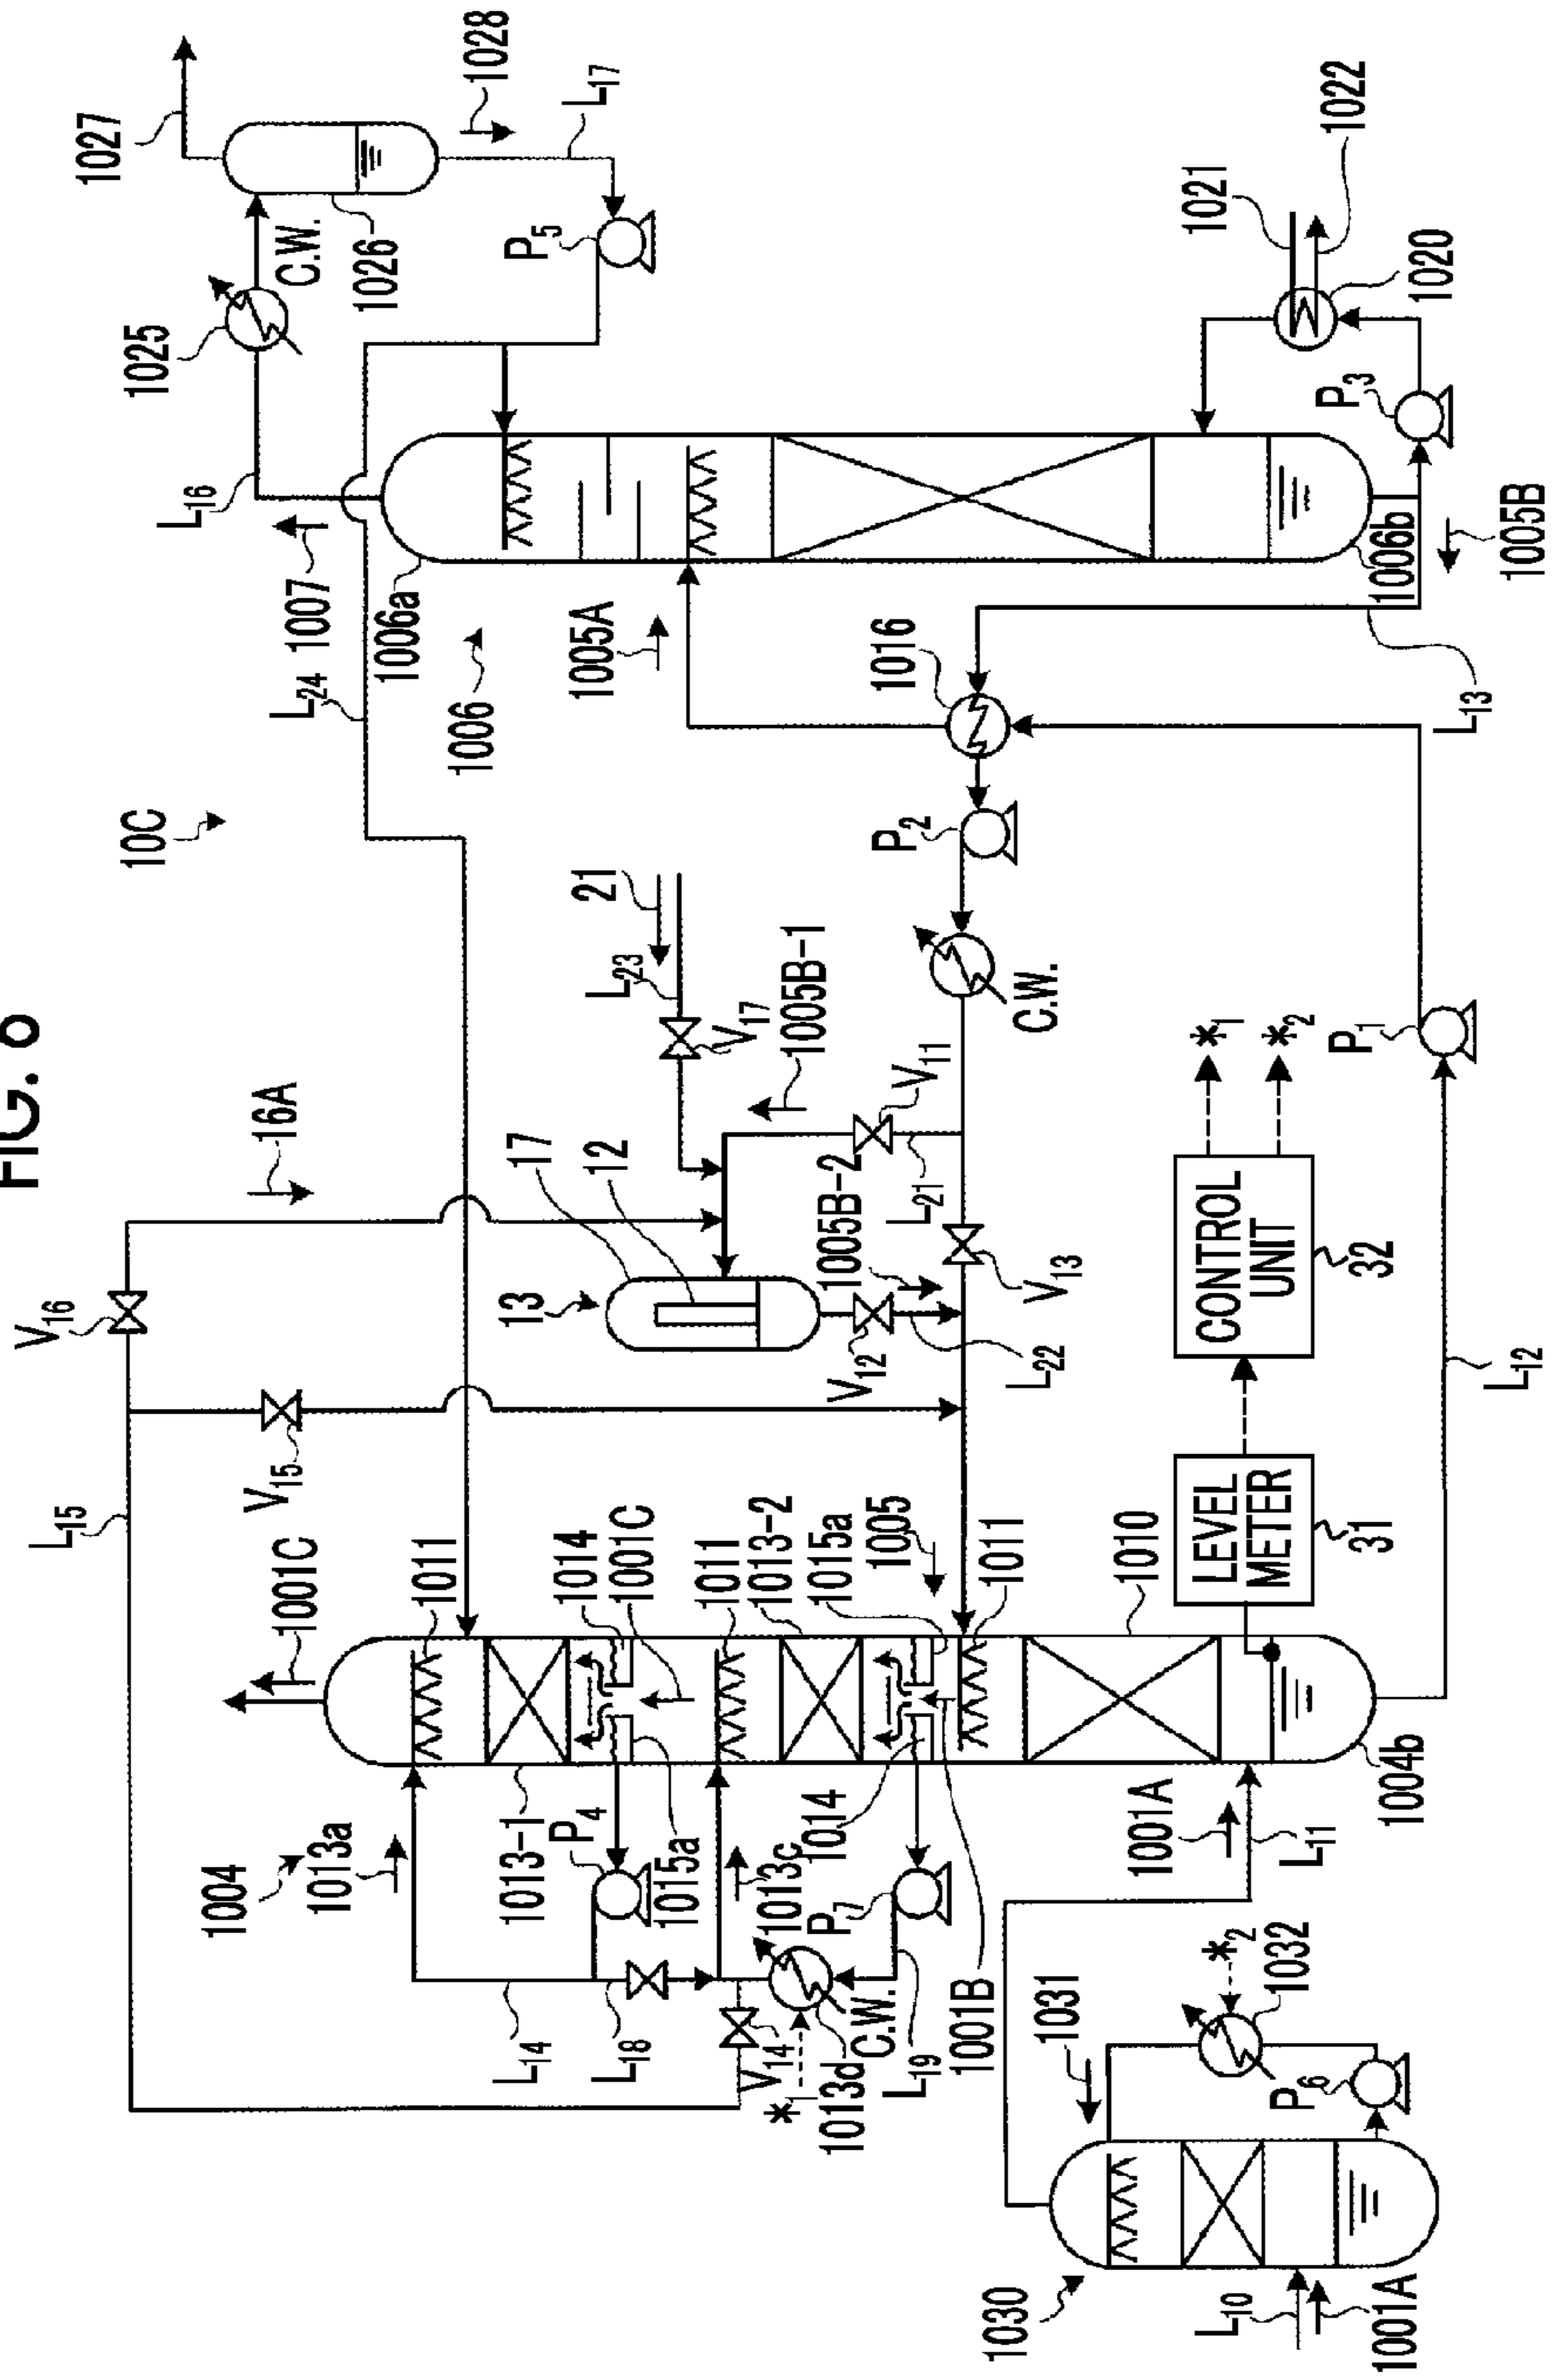 FIG. 6
10C
16A
V16
L15
V15
1001C
1004
1013a
1011
1013-1
P4
1014
1001C
1015a
1011
1013-2
1013c
1015a
1014
P7
1005
1011
L14
L18
V14
*1
1013d
C.W.
L19
1001B
1010
1001A
L11
1004b
1031
*2
1032
P6
1030
L10
1001A
17
12
13
21
L23
V17
1005B-1
V11
1005B-2
L21
V12
L22
V13
LEVEL
METER
31
CONTROL
UNIT
32
*1
*2
L12
P1
C.W.
P2
1016
1005A
1006
L24
1007
L16
1006a
1025
C.W.
1026
1027
1028
L17
P5
1021
1022
1020
P3
1006b
1005B
L13